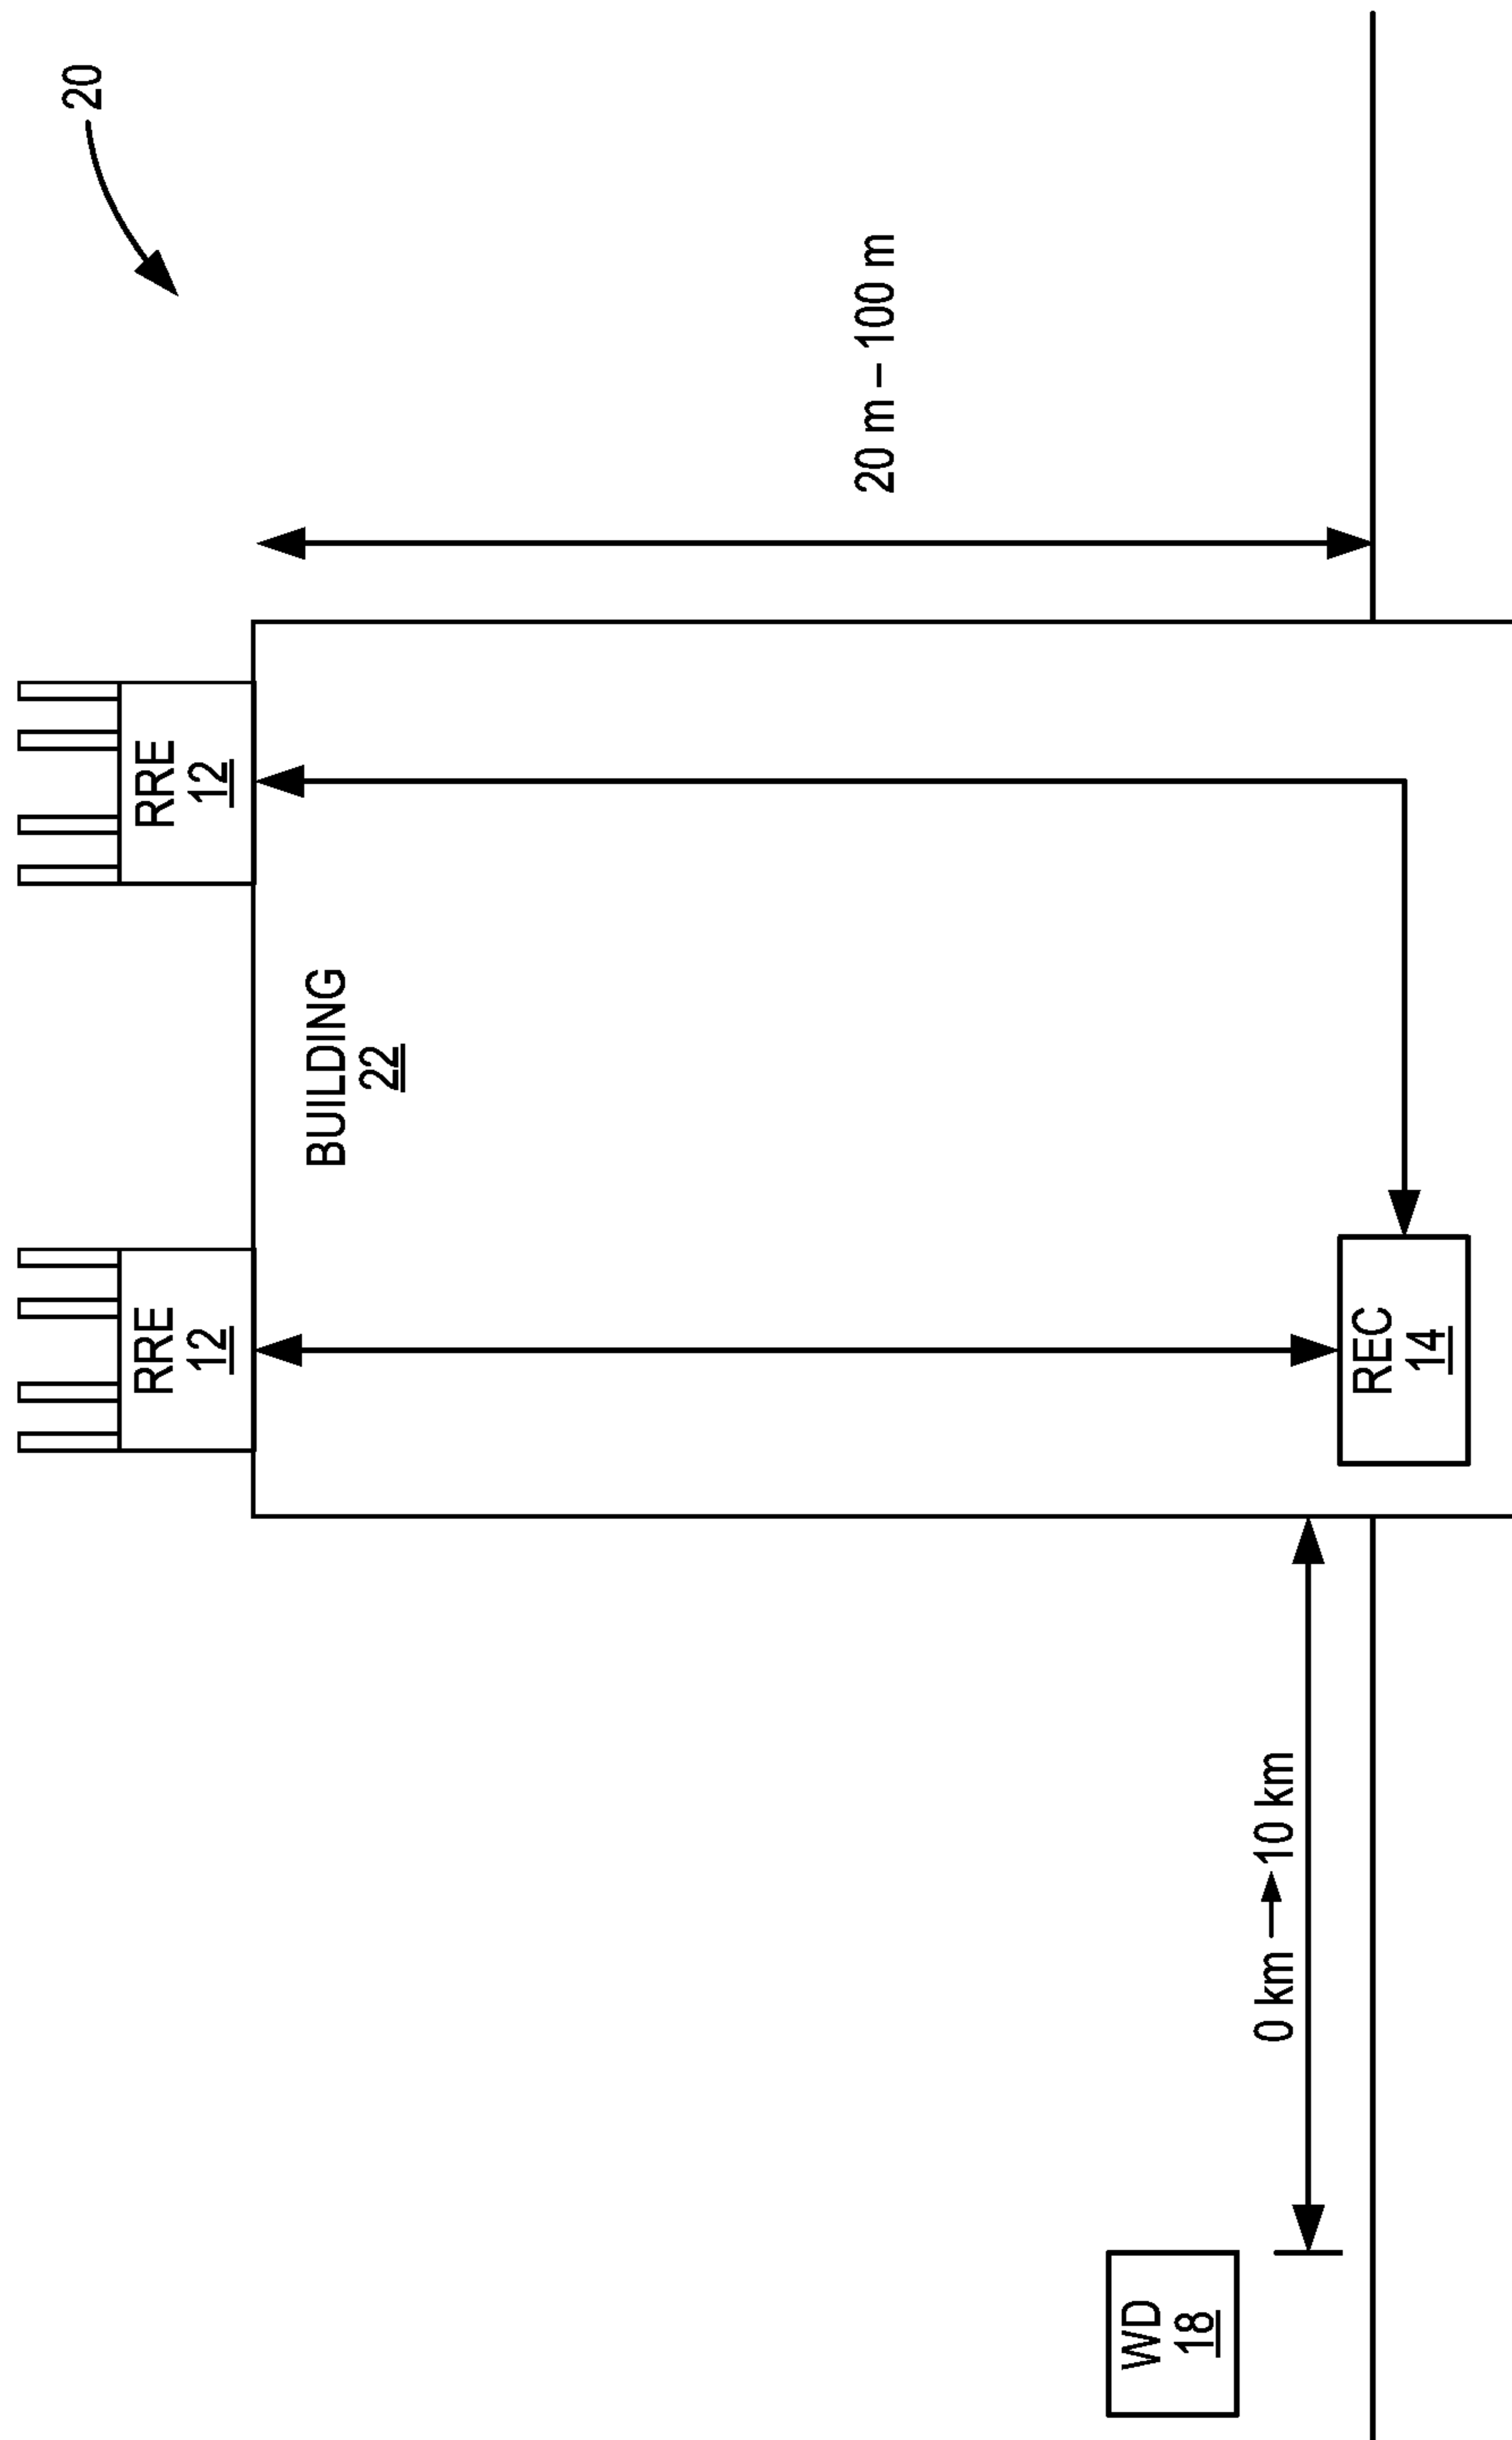 20
RRE
12
RRE
12
BUILDING
22
20 m – 100 m
WD
18
0 km → 10 km
REC
14